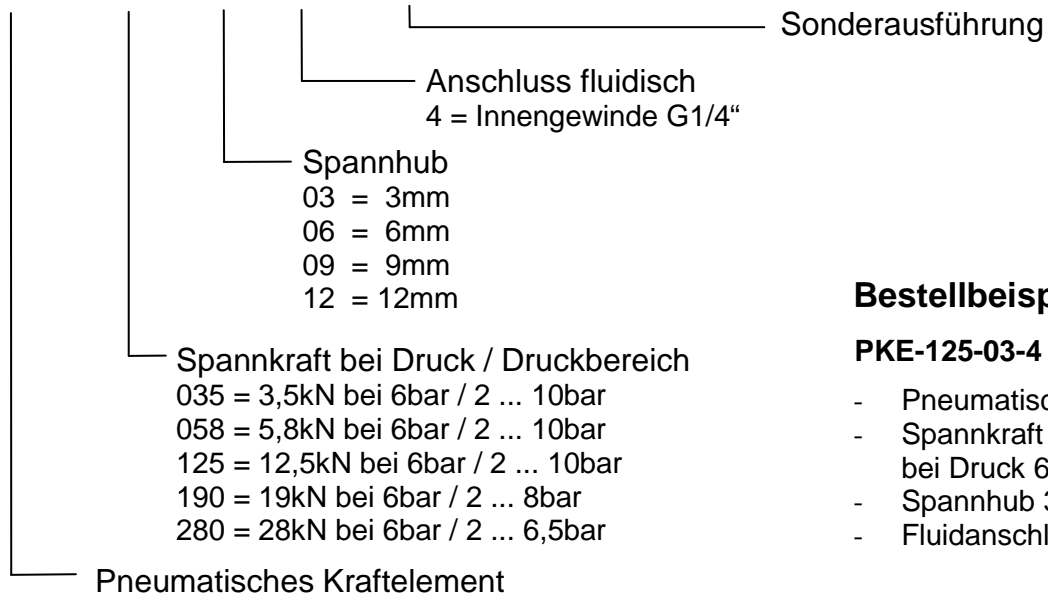 Sonderausführung
Anschluss fluidisch
4 = Innengewinde G1/4“
Spannhub
03 = 3mm
06 = 6mm
09 = 9mm
12 = 12mm
Spannkraft bei Druck / Druckbereich
035 = 3,5kN bei 6bar / 2 ... 10bar
058 = 5,8kN bei 6bar / 2 ... 10bar
125 = 12,5kN bei 6bar / 2 ... 10bar
190 = 19kN bei 6bar / 2 ... 8bar
280 = 28kN bei 6bar / 2 ... 6,5bar
Pneumatisches Kraftelement
Bestellbeisp
PKE-125-03-4
- Pneumatisc
- Spannkraft
bei Druck 6
- Spannhub 3
- Fluidanschl